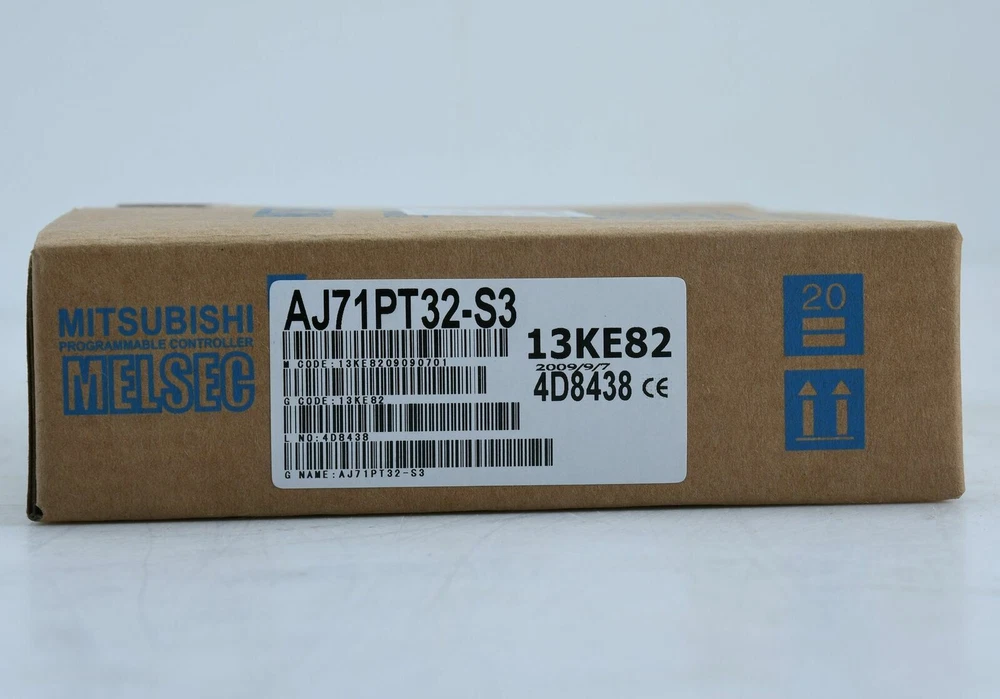 MITSUBISHI
PROGRAMMABLE CONTROLLER
MELSEC
AJ71PT32-S3
M CODE:13KE8209090701
G CODE:13KE82
L NO:4D8438
G NAME:AJ71PT32-S3
13KE82
2009/9/7
4D8438 CE
20